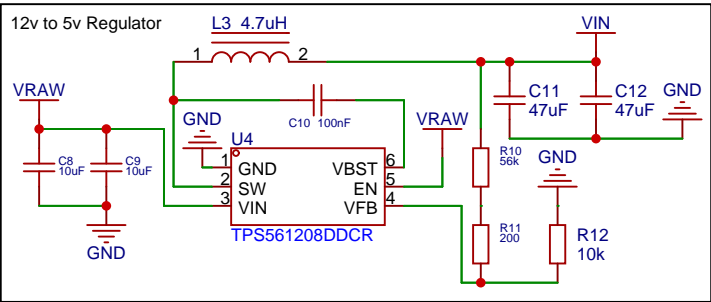 12v to 5v Regulator
L3 4.7uH
1 2
VIN
VRAW
C11
47uF
C12
47uF
GND
C10 100nF
VRAW
GND
U4
C8
10uF
C9
10uF
1 GND
2 SW
3 VIN
VBST 6
EN 5
VFB 4
TPS561208DDCR
R10
56k
GND
R11
200
R12
10k
GND